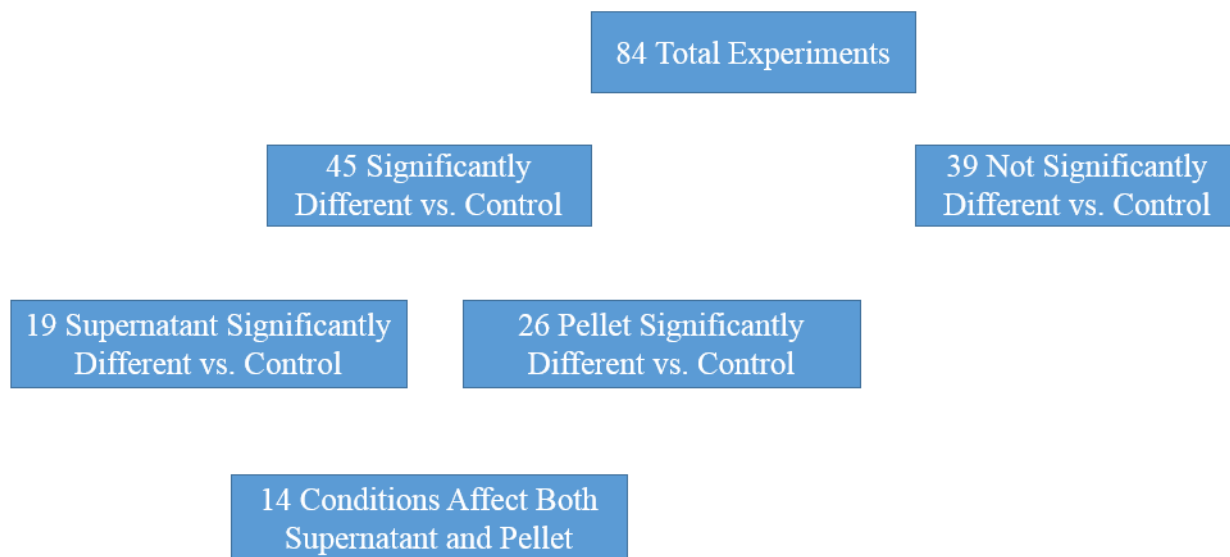 84 Total Experiments
45 Significantly
Different vs. Control
39 Not Significantly
Different vs. Control
19 Supernatant Significantly
Different vs. Control
26 Pellet Significantly
Different vs. Control
14 Conditions Affect Both
Supernatant and Pellet